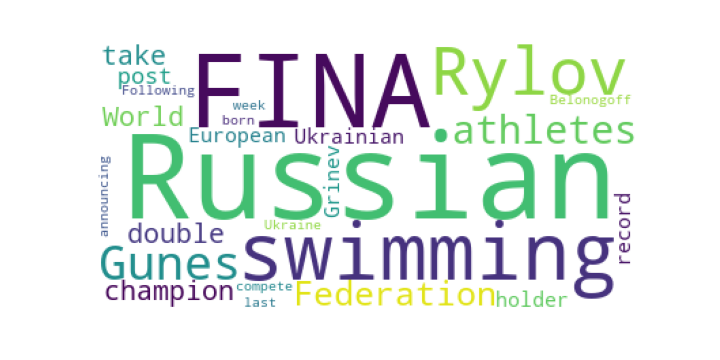 take
FINA
Rylov
post
Following
week
Belonogoff
World
born
athletes
European
Ukrainian
Russian
announcing
Grinev
record
double
Ukraine
swimming
Gunes
champion
compete
Federation
holder
last